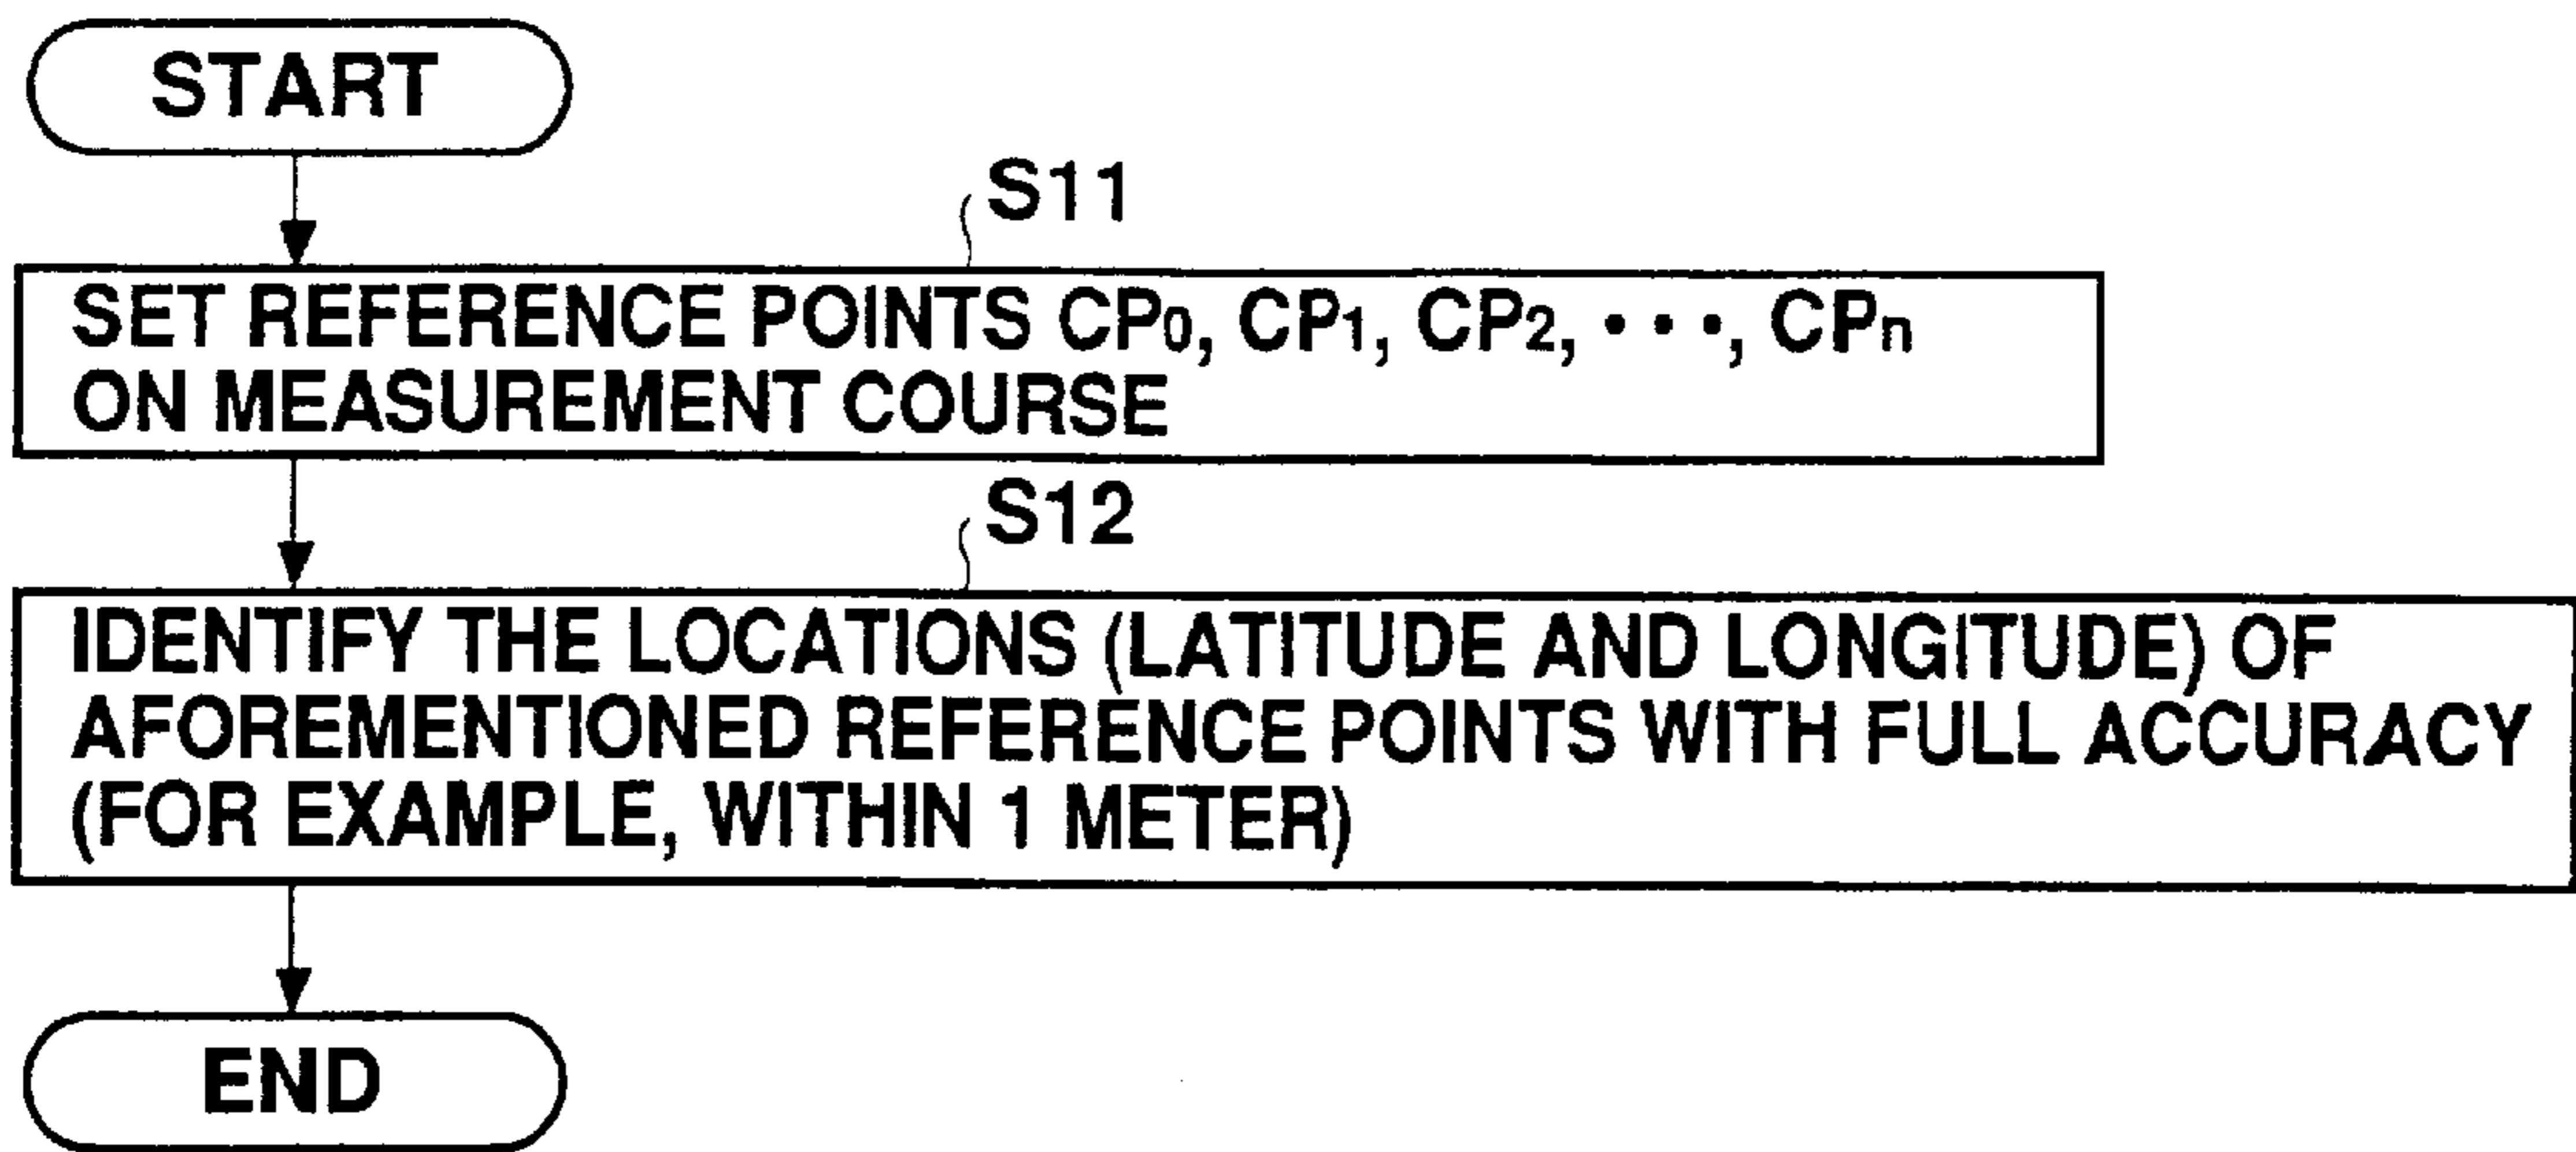 START
S11
SET REFERENCE POINTS CP₀, CP₁, CP₂, • • •, CPₙ
ON MEASUREMENT COURSE
S12
IDENTIFY THE LOCATIONS (LATITUDE AND LONGITUDE) OF
AFOREMENTIONED REFERENCE POINTS WITH FULL ACCURACY
(FOR EXAMPLE, WITHIN 1 METER)
END